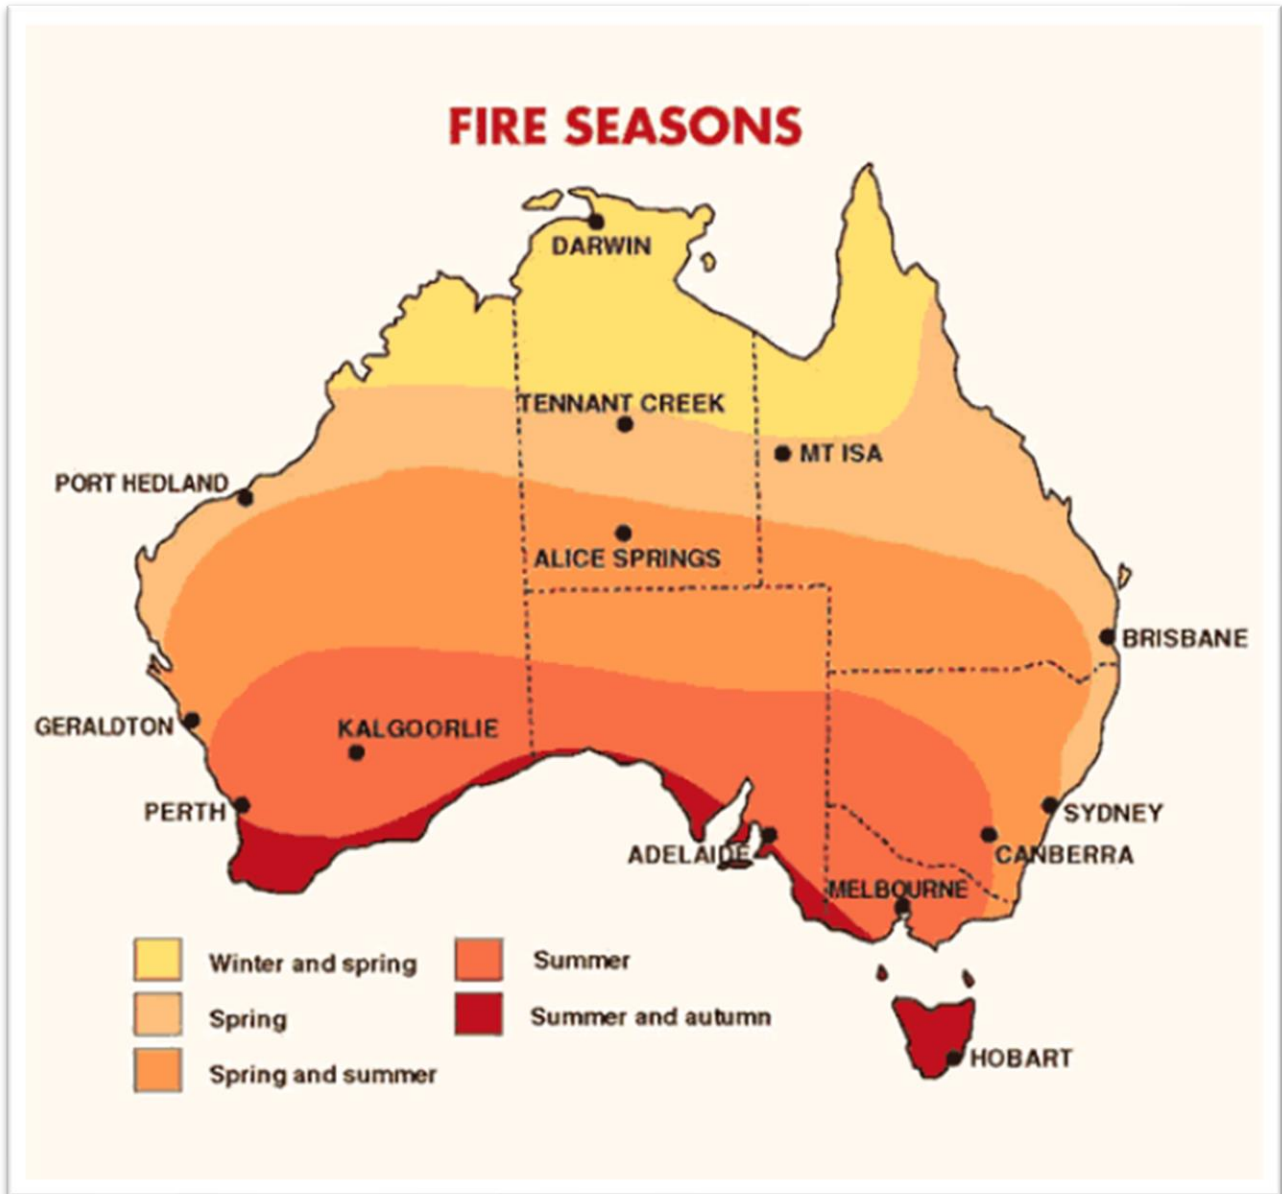 FIRE SEASONS
DARWIN
TENNANT CREEK
MT ISA
PORT HEDLAND
ALICE SPRINGS
BRISBANE
GERALDTON
KALGOORLIE
PERTH
SYDNEY
ADELAIDE
CANBERRA
MELBOURNE
Winter and spring
Summer
Spring
Summer and autumn
HOBART
Spring and summer